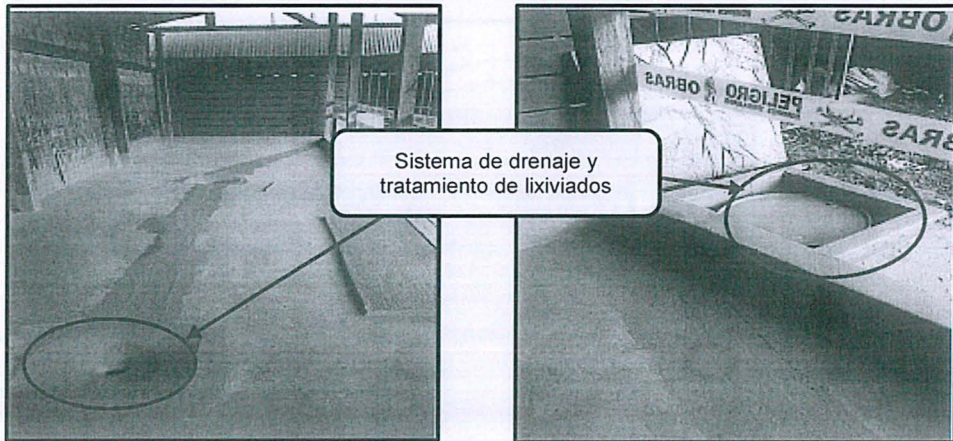 OBRAS
PELIGRO OBRAS
OBRAS
Sistema de drenaje y
tratamiento de lixiviados